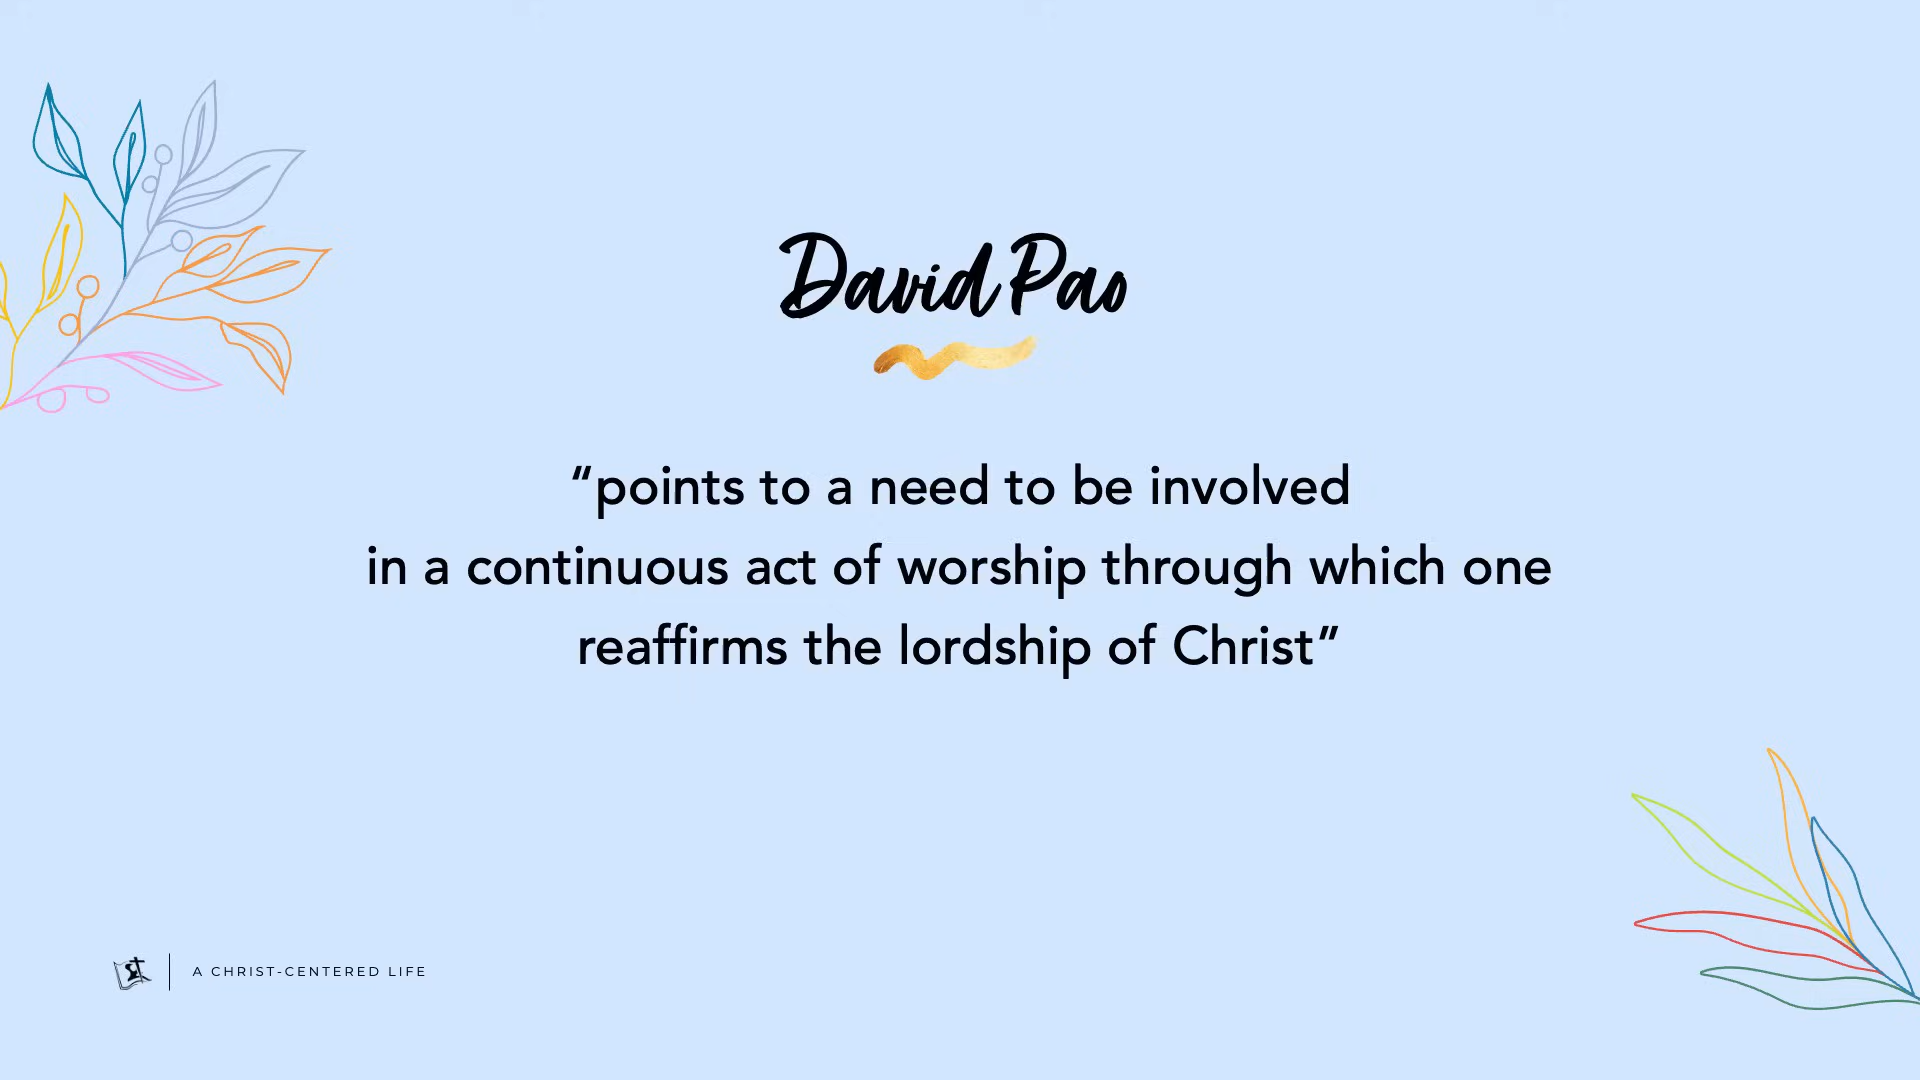 David Pao
“points to a need to be involved
in a continuous act of worship through which one
reaffirms the lordship of Christ”
A CHRIST-CENTERED LIFE